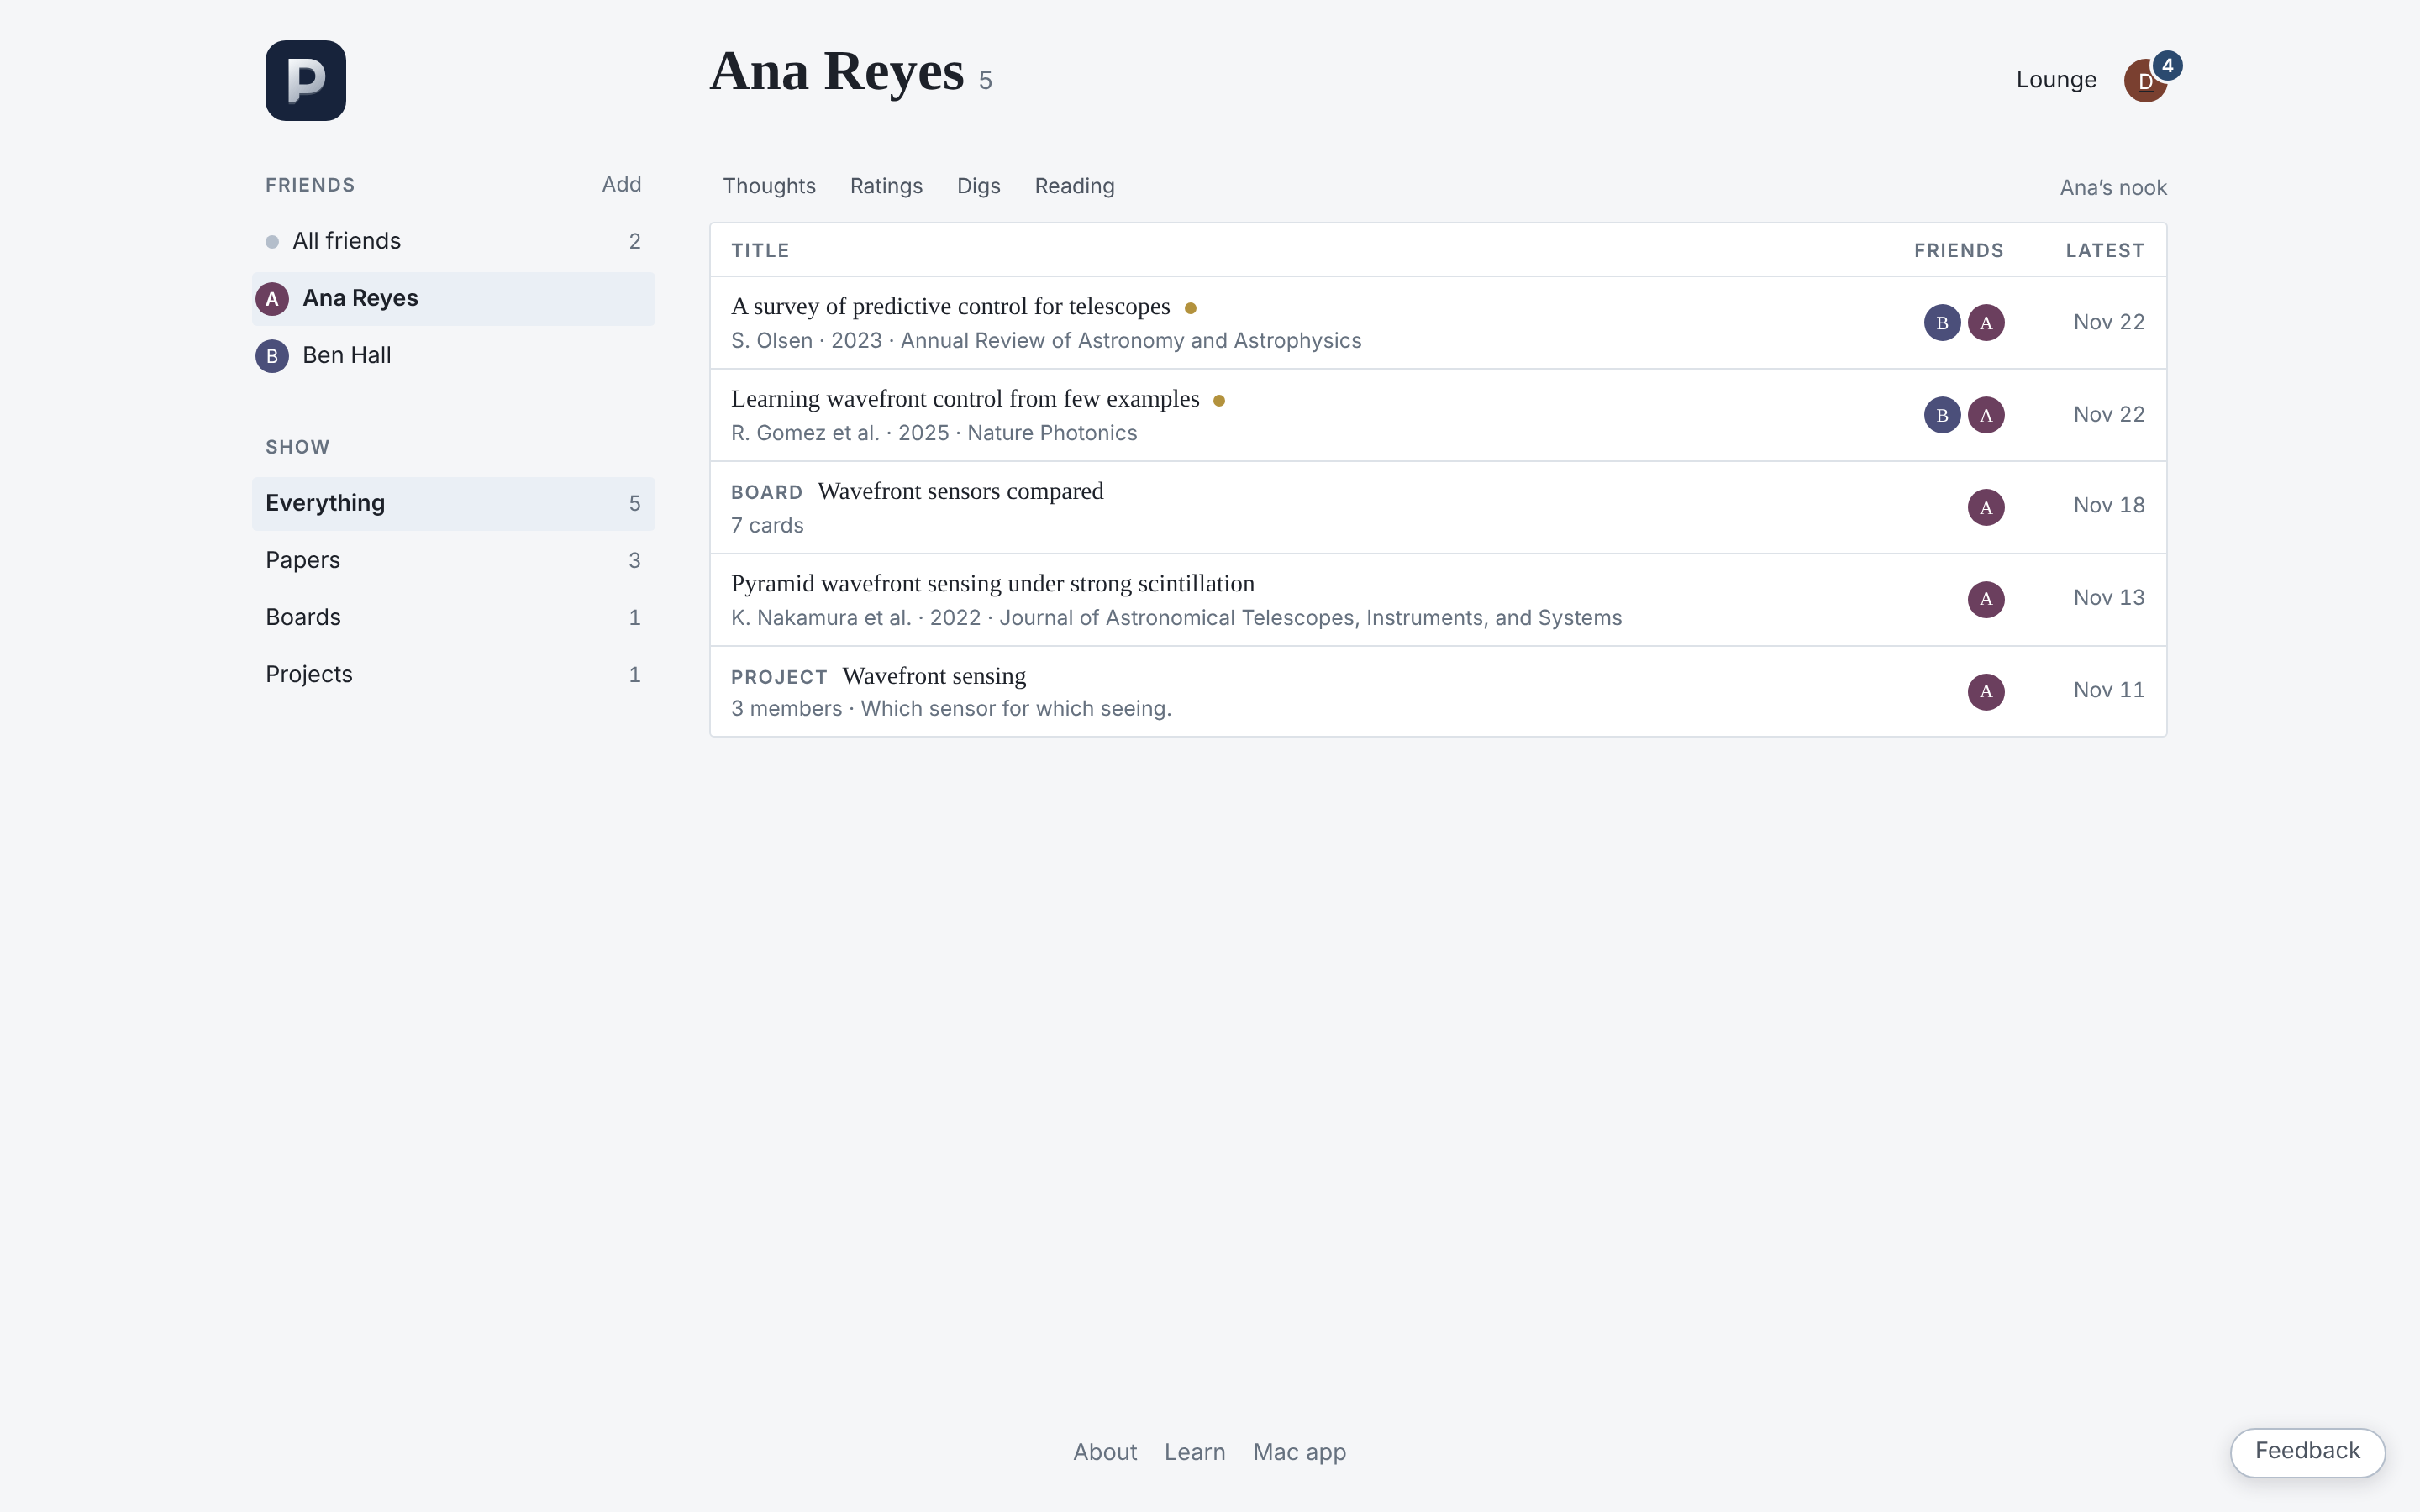 P
Ana Reyes 5
Lounge
D
4
FRIENDS Add
All friends 2
A Ana Reyes
B Ben Hall
SHOW
Everything 5
Papers 3
Boards 1
Projects 1
Thoughts Ratings Digs Reading
Ana’s nook
TITLE FRIENDS LATEST
A survey of predictive control for telescopes B A Nov 22
S. Olsen · 2023 · Annual Review of Astronomy and Astrophysics
Learning wavefront control from few examples B A Nov 22
R. Gomez et al. · 2025 · Nature Photonics
BOARD Wavefront sensors compared A Nov 18
7 cards
Pyramid wavefront sensing under strong scintillation A Nov 13
K. Nakamura et al. · 2022 · Journal of Astronomical Telescopes, Instruments, and Systems
PROJECT Wavefront sensing A Nov 11
3 members · Which sensor for which seeing.
About Learn Mac app
Feedback